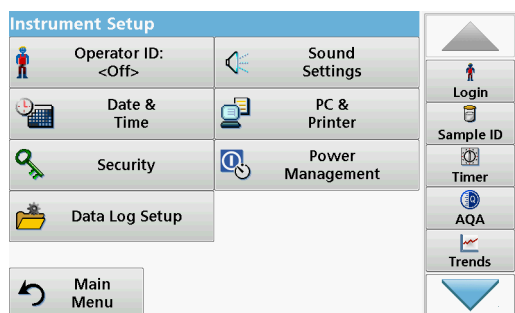 Instrument Setup
Operator ID:
<Off>
Sound
Settings
Date &
Time
PC &
Printer
Security
Power
Management
Data Log Setup
Main
Menu
Login
Sample ID
Timer
AQA
Trends